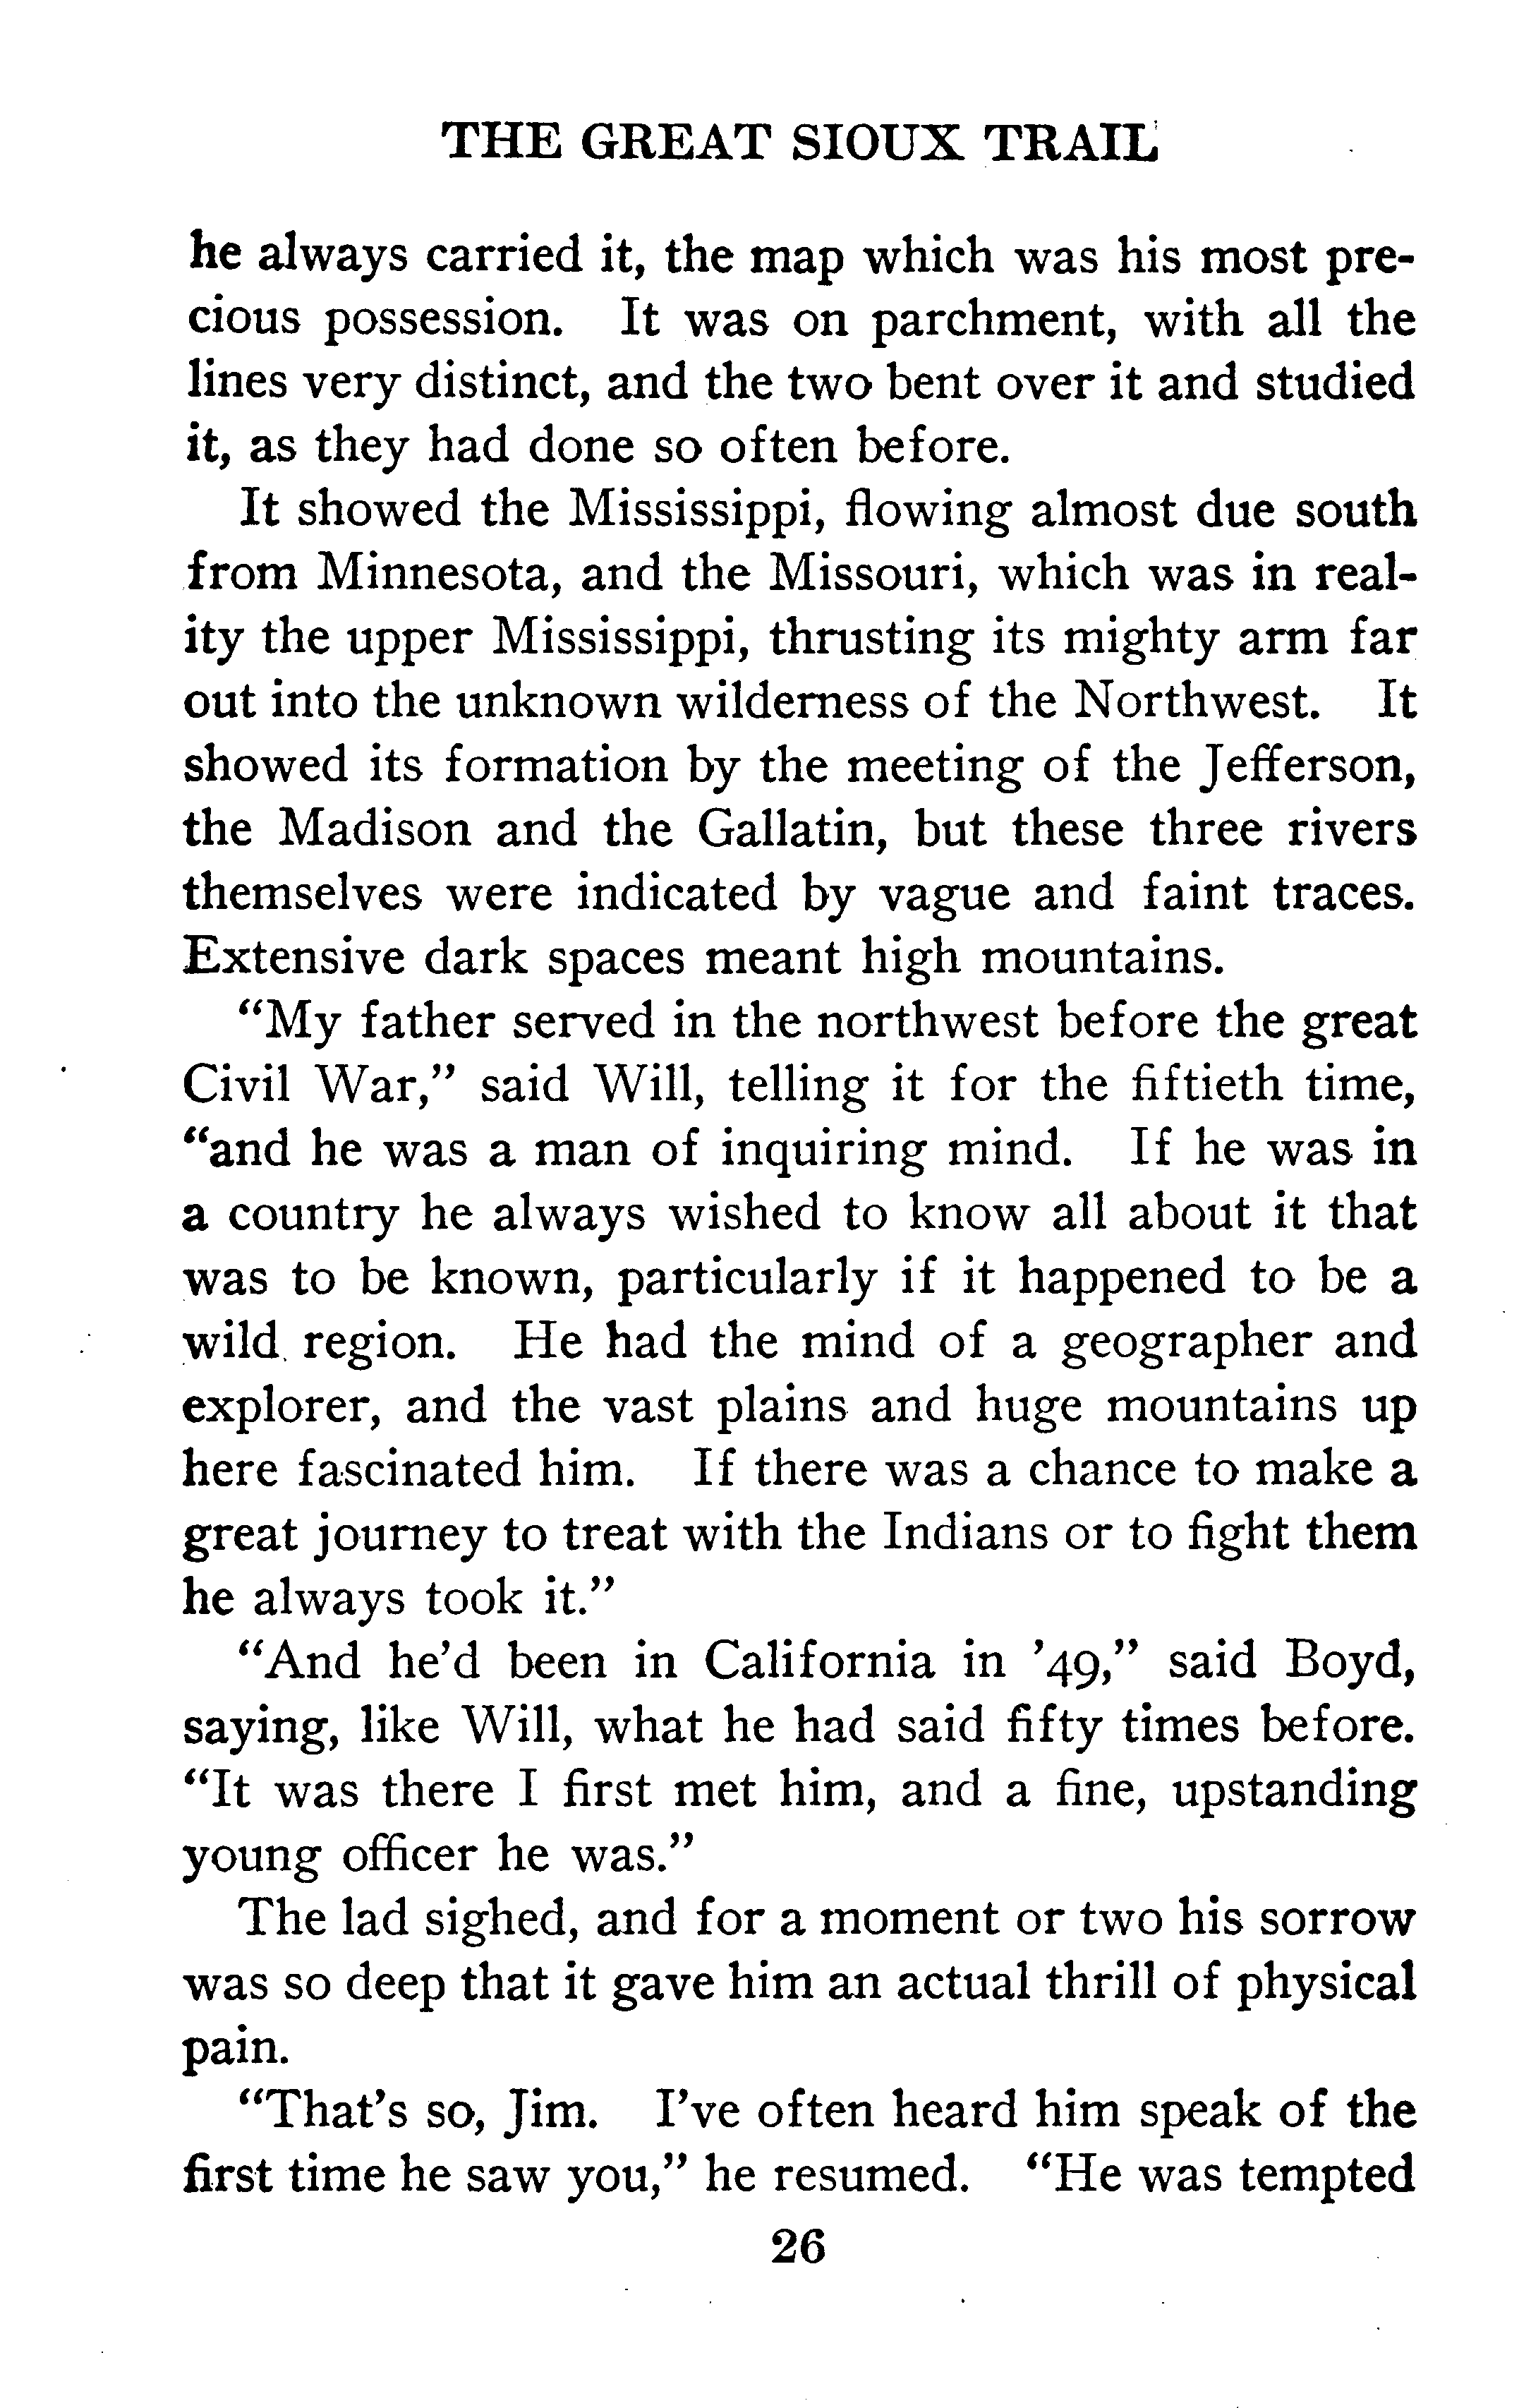 THE GREAT SIOUX TRAIL
he always carried it, the map which was his most pre-
cious possession. It was on parchment, with all the
lines very distinct, and the two bent over it and studied
it, as they had done so often before.
It showed the Mississippi, flowing almost due south
from Minnesota, and the Missouri, which was in real-
ity the upper Mississippi, thrusting its mighty arm far
out into the unknown wilderness of the Northwest. It
showed its formation by the meeting of the Jefferson,
the Madison and the Gallatin, but these three rivers
themselves were indicated by vague and faint traces.
Extensive dark spaces meant high mountains.
“My father served in the northwest before the great
Civil War,” said Will, telling it for the fiftieth time,
“and he was a man of inquiring mind. If he was in
a country he always wished to know all about it that
was to be known, particularly if it happened to be a
wild region. He had the mind of a geographer and
explorer, and the vast plains and huge mountains up
here fascinated him. If there was a chance to make a
great journey to treat with the Indians or to fight them
he always took it.”
“And he’d been in California in ’49,” said Boyd,
saying, like Will, what he had said fifty times before.
“It was there I first met him, and a fine, upstanding
young officer he was.”
The lad sighed, and for a moment or two his sorrow
was so deep that it gave him an actual thrill of physical
pain.
“That’s so, Jim. I’ve often heard him speak of the
first time he saw you,” he resumed. “He was tempted
26